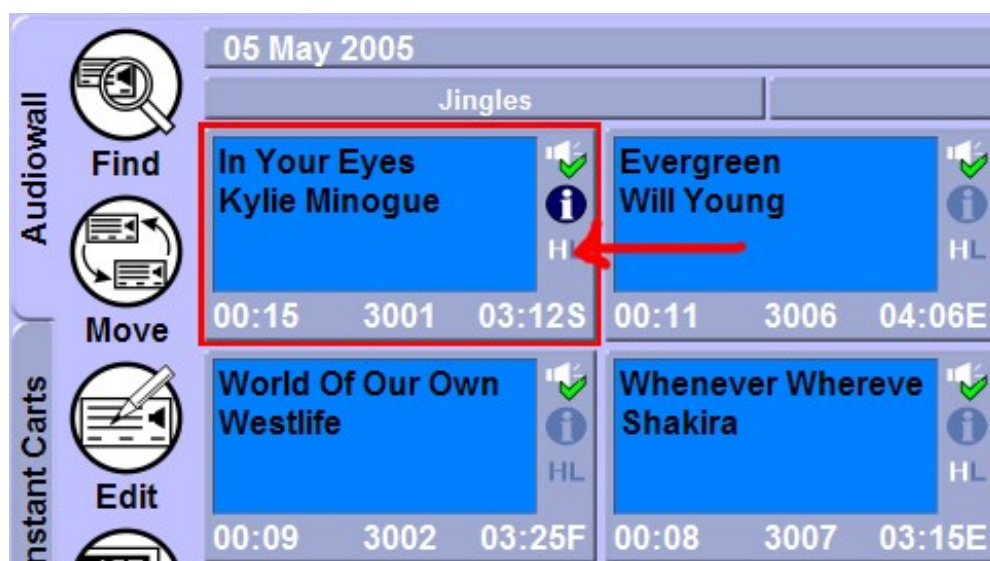 05 May 2005
Jingles
Audiowall
Find
Move
Edit
nstant Carts
In Your Eyes
Kylie Minogue
HL
00:15 3001 03:12S
Evergreen
Will Young
HL
00:11 3006 04:06E
World Of Our Own
Westlife
HL
00:09 3002 03:25F
Whenever Whereve
Shakira
HL
00:08 3007 03:15E